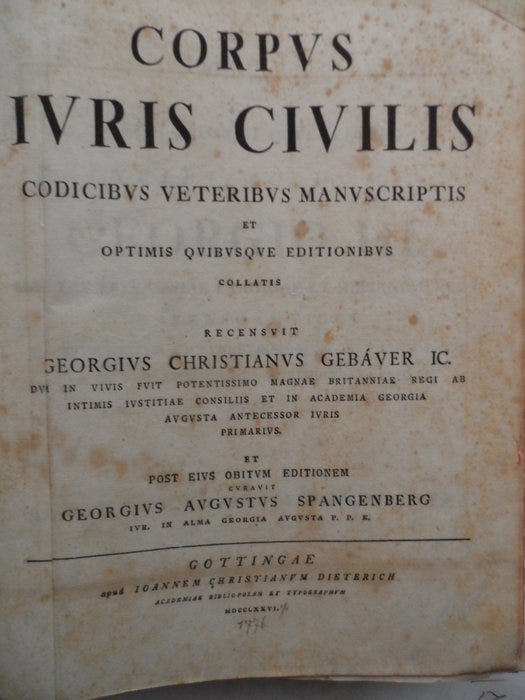 CORPVS
IVRIS CIVILIS
CODICIBVS VETERIBVS MANVSCRIPTIS
ET
OPTIMIS QVIBVSQVE EDITIONIBVS
COLLATIS
RECENSVIT
GEORGIVS CHRISTIANVS GEBÁVER IC.
DVM IN VIVIS FVIT POTENTISSIMO MAGNAE BRITANNIAE REGI AB
INTIMIS IVSTITIAE CONSILIIS ET IN ACADEMIA GEORGIA
AVGVSTA ANTECESSOR IVRIS
PRIMARIVS.
ET
POST EIVS OBITVM EDITIONEM
CVRAVIT
GEORGIVS AVGVSTVS SPANGENBERG
IVR. IN ALMA GEORGIA AVGVSTA P. P. E.
GOTTINGAE
apud IOANNEM CHRISTIANVM DIETERICH
ACADEMIAE BIBLIOPOLAM ET TYPOGRAPHVM
MDCCLXXVI.
1776